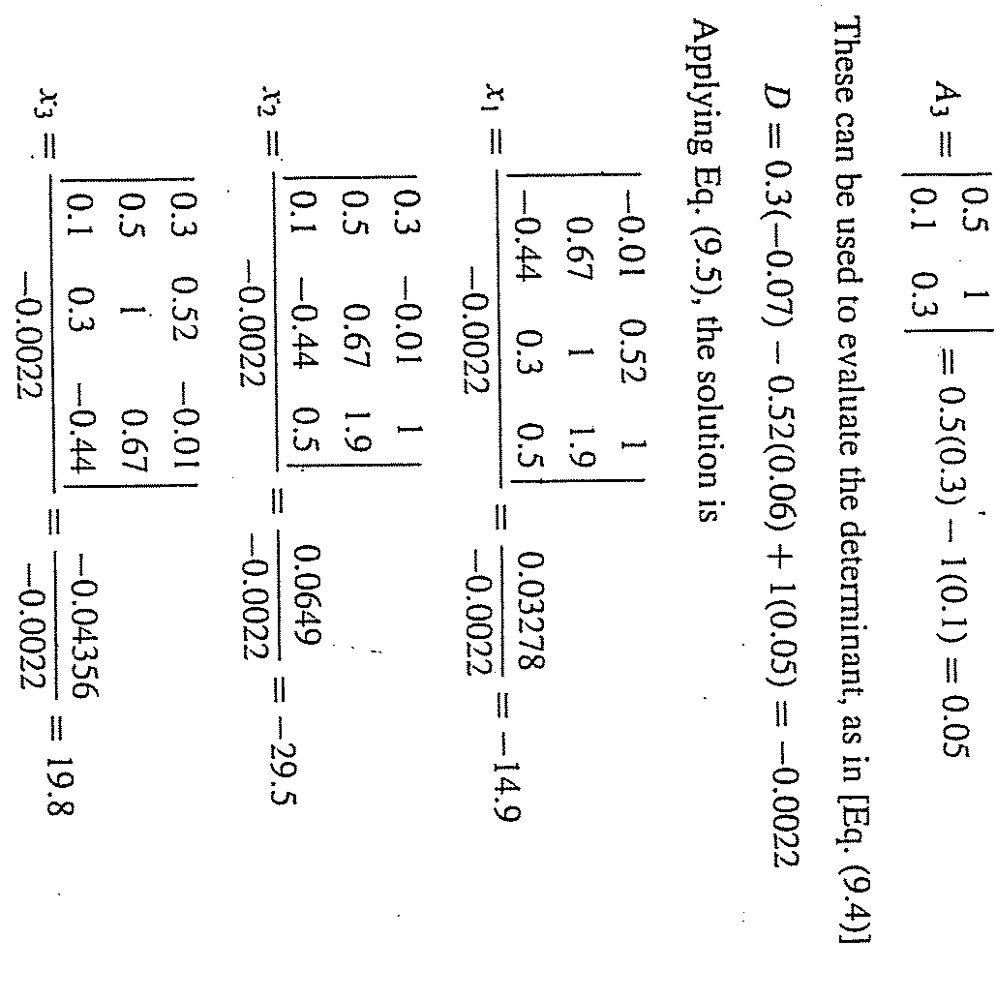 A₃ = | 0.5 1 | = 0.5(0.3) − 1(0.1) = 0.05
| 0.1 0.3 |
These can be used to evaluate the determinant, as in [Eq. (9.4)]
D = 0.3(−0.07) − 0.52(0.06) + 1(0.05) = −0.0022
Applying Eq. (9.5), the solution is
| −0.01 0.52 1 |
| 0.67 1 1.9 |
| −0.44 0.3 0.5 | 0.03278
x₁ = ———— = ———— = −14.9
−0.0022 −0.0022
| 0.3 −0.01 1 |
| 0.5 0.67 1.9 |
| 0.1 −0.44 0.5 | 0.0649
x₂ = ———— = ———— = −29.5
−0.0022 −0.0022
| 0.3 0.52 −0.01 |
| 0.5 1 0.67 |
| 0.1 0.3 −0.44 | −0.04356
x₃ = ———— = ———— = 19.8
−0.0022 −0.0022